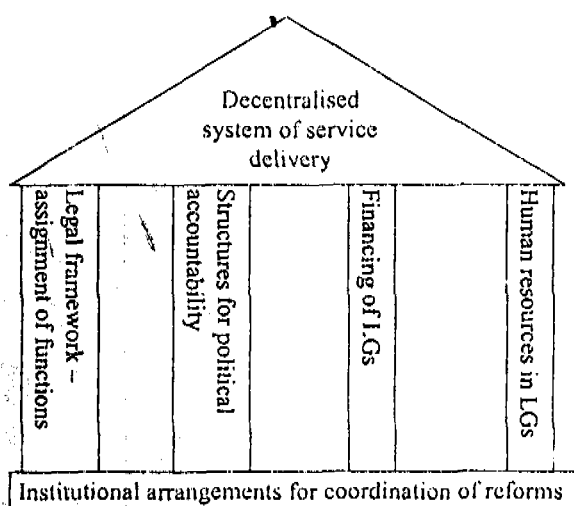 Decentralised
system of service
delivery
Legal framework –
assignment of functions
Structures for political
accountability
Financing of LGs
Human resources in LGs
Institutional arrangements for coordination of reforms